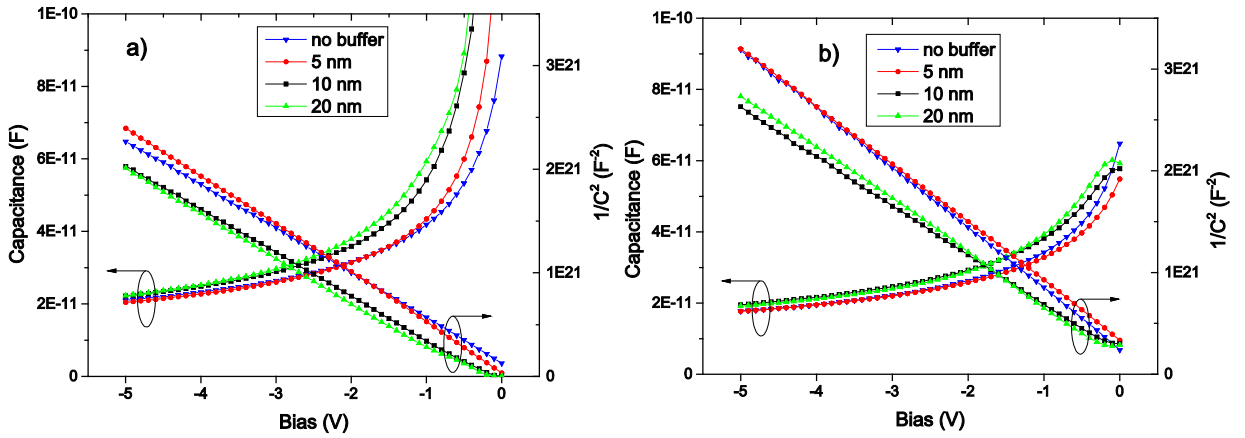 a)
no buffer
5 nm
10 nm
20 nm
Capacitance (F)
1E-10
8E-11
6E-11
4E-11
2E-11
0
-5 -4 -3 -2 -1 0
Bias (V)
3E21
2E21
1E21
0
1/C² (F⁻²)
b)
no buffer
5 nm
10 nm
20 nm
Capacitance (F)
1E-10
8E-11
6E-11
4E-11
2E-11
0
-5 -4 -3 -2 -1 0
Bias (V)
3E21
2E21
1E21
0
1/C² (F⁻²)